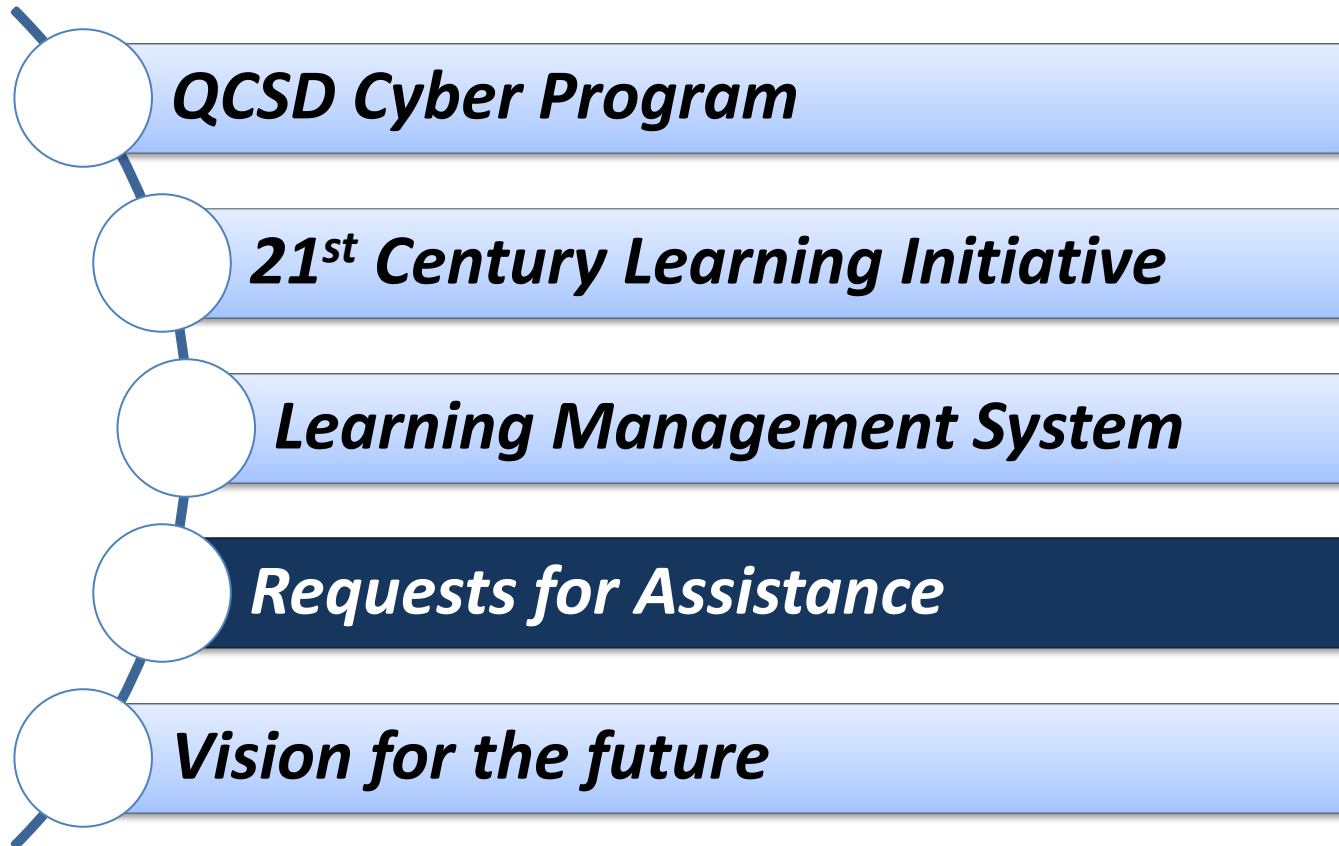 QCSD Cyber Program
21st Century Learning Initiative
Learning Management System
Requests for Assistance
Vision for the future